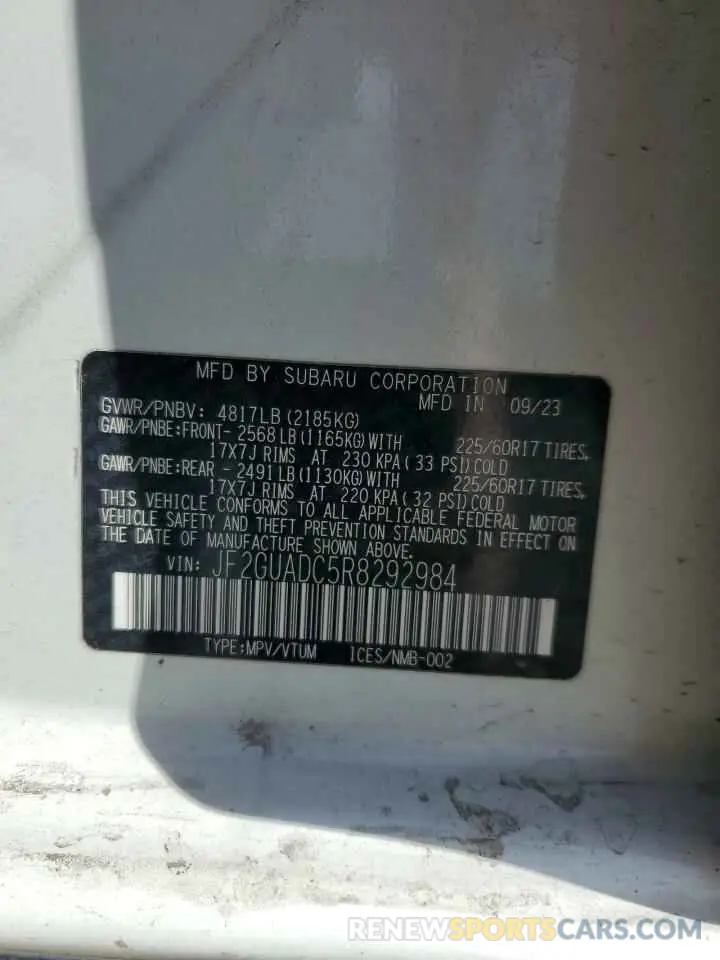 MFD BY SUBARU CORPORATION
MFD IN 09/23
GVWR/PNBV: 4817LB (2185KG)
GAWR/PNBE:FRONT- 2568 LB (1165KG) WITH 225/60R17 TIRES,
17X7J RIMS AT 230 KPA ( 33 PSI) COLD
GAWR/PNBE:REAR - 2491 LB (1130KG) WITH 225/60R17 TIRES,
17X7J RIMS AT 220 KPA ( 32 PSI) COLD
THIS VEHICLE CONFORMS TO ALL APPLICABLE FEDERAL MOTOR
VEHICLE SAFETY AND THEFT PREVENTION STANDARDS IN EFFECT ON
THE DATE OF MANUFACTURE SHOWN ABOVE.
VIN: JF2GUADC5R8292984
TYPE:MPV/VTUM ICES/NMB-002
RENEWSPORTSCARS.COM